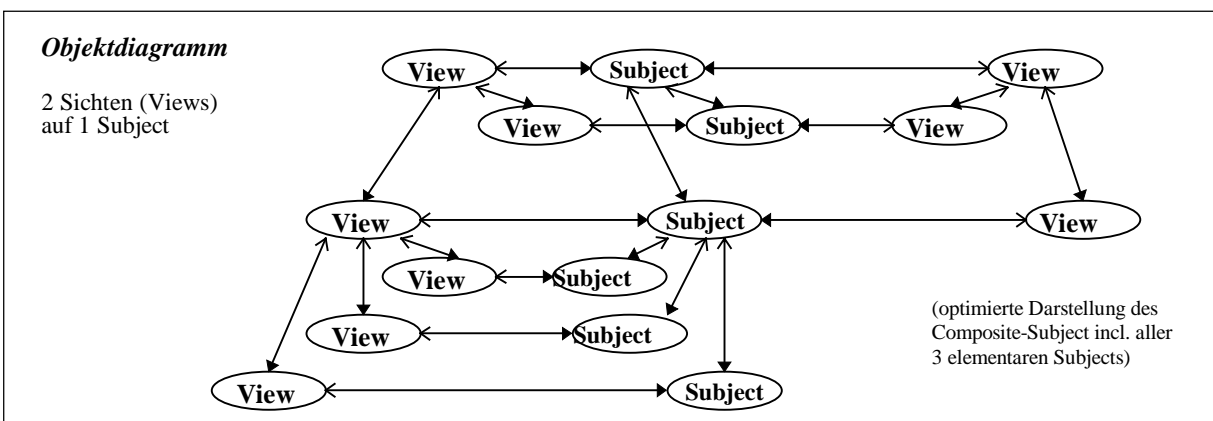 Objektdiagramm
2 Sichten (Views)
auf 1 Subject
View Subject View
View Subject View
View Subject View
View Subject
View Subject
View Subject
(optimierte Darstellung des
Composite-Subject incl. aller
3 elementaren Subjects)